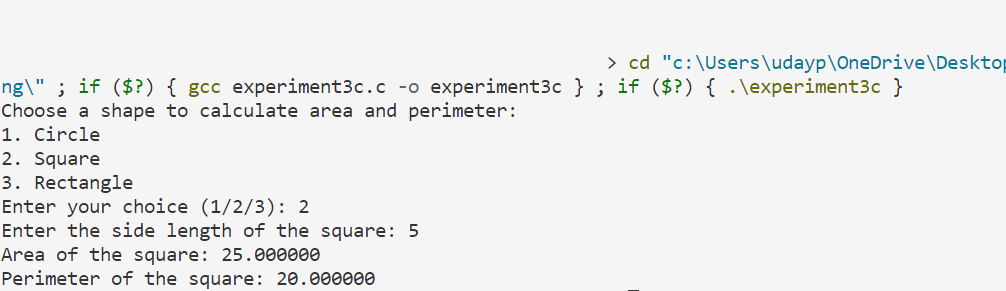 > cd "c:\Users\udayp\OneDrive\Deskto
ng\" ; if ($?) { gcc experiment3c.c -o experiment3c } ; if ($?) { .\experiment3c }
Choose a shape to calculate area and perimeter:
1. Circle
2. Square
3. Rectangle
Enter your choice (1/2/3): 2
Enter the side length of the square: 5
Area of the square: 25.000000
Perimeter of the square: 20.000000